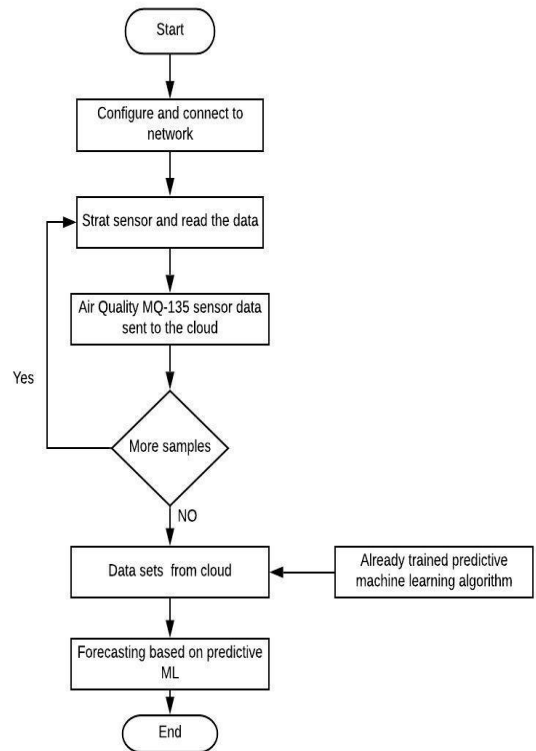 Start
Configure and connect to
network
Strat sensor and read the data
Air Quality MQ-135 sensor data
sent to the cloud
Yes
More samples
NO
Data sets from cloud
Already trained predictive
machine learning algorithm
Forecasting based on predictive
ML
End